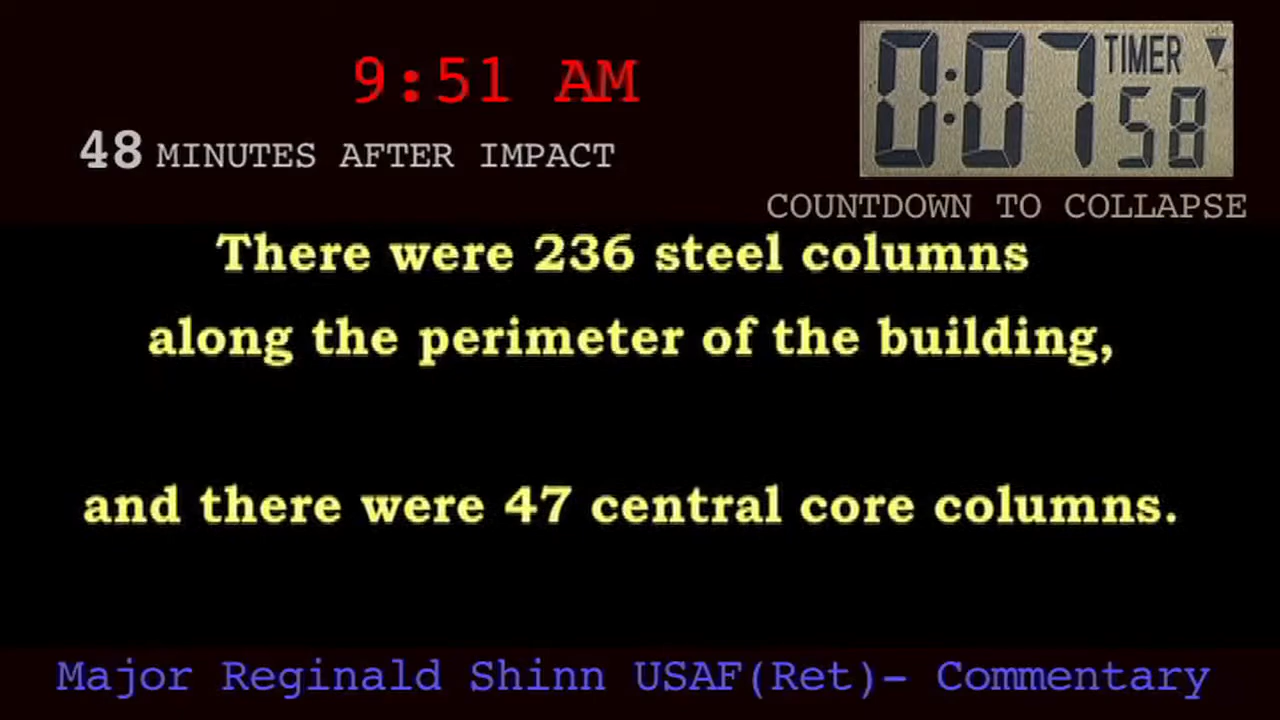 9:51 AM
48 MINUTES AFTER IMPACT
0:07 58 TIMER
COUNTDOWN TO COLLAPSE
There were 236 steel columns
along the perimeter of the building,
and there were 47 central core columns.
Major Reginald Shinn USAF(Ret)- Commentary